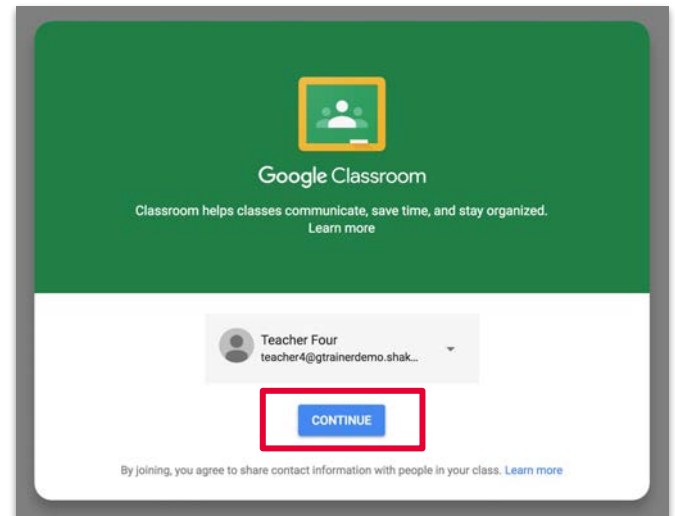 Google Classroom
Classroom helps classes communicate, save time, and stay organized.
Learn more
Teacher Four
teacher4@gtrainerdemo.shak...
CONTINUE
By joining, you agree to share contact information with people in your class. Learn more